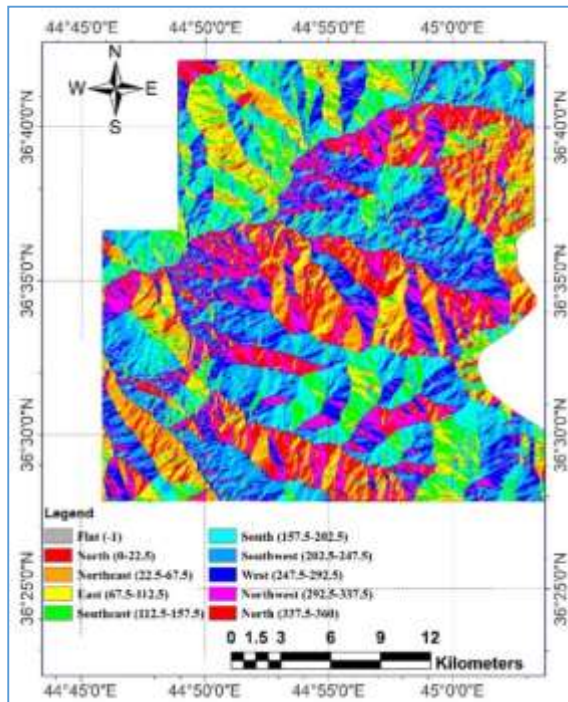 44°45'0"E 44°50'0"E 44°55'0"E 45°0'0"E
N
W E
S
36°40'0"N 36°40'0"N
36°35'0"N 36°35'0"N
36°30'0"N 36°30'0"N
36°25'0"N 36°25'0"N
Legend
Flat (-1)
North (0-22.5)
Northeast (22.5-67.5)
East (67.5-112.5)
Southeast (112.5-157.5)
South (157.5-202.5)
Southwest (202.5-247.5)
West (247.5-292.5)
Northwest (292.5-337.5)
North (337.5-360)
0 1.5 3 6 9 12
Kilometers
44°45'0"E 44°50'0"E 44°55'0"E 45°0'0"E